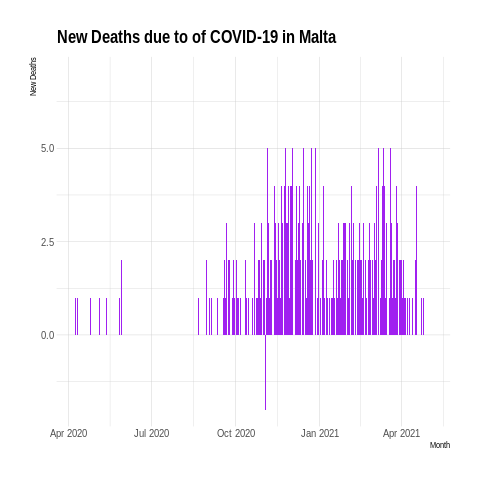 New Deaths due to of COVID-19 in Malta
New Deaths
5.0
2.5
0.0
Apr 2020 Jul 2020 Oct 2020 Jan 2021 Apr 2021
Month